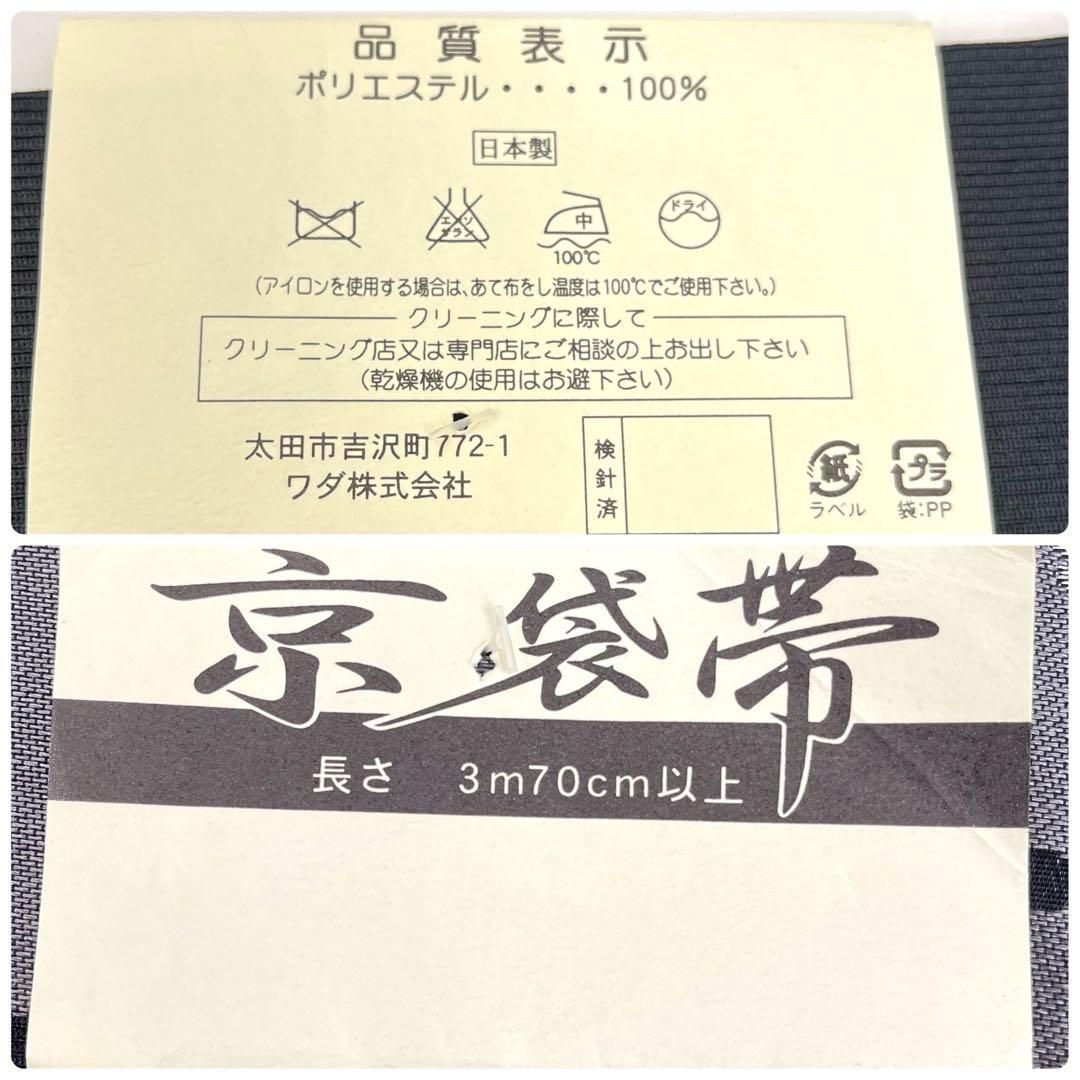 品質表示
ポリエステル・・・・100%
日本製
エンソ
サラシ
中
100℃
ドライ
(アイロンを使用する場合は、あて布をし温度は100℃でご使用下さい。)
クリーニングに際して
クリーニング店又は専門店にご相談の上お出し下さい
(乾燥機の使用はお避下さい)
太田市吉沢町772-1
ワダ株式会社
検針済
紙
ラベル
プラ
袋:PP
京袋帯
長さ 3m70cm以上